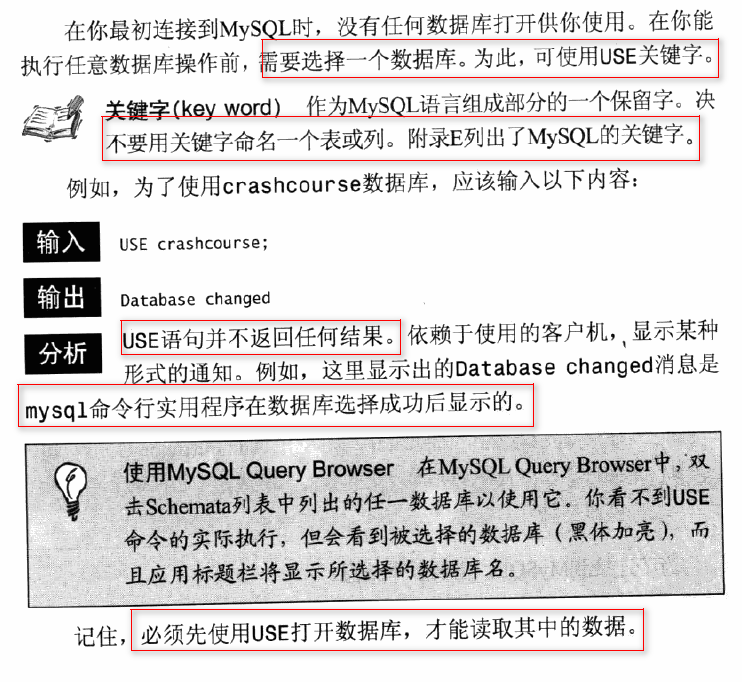 在你最初连接到MySQL时，没有任何数据库打开供你使用。在你能
执行任意数据库操作前，需要选择一个数据库。为此，可使用USE关键字。
关键字(key word) 作为MySQL语言组成部分的一个保留字。决
不要用关键字命名一个表或列。附录E列出了MySQL的关键字。
例如，为了使用crashcourse数据库，应该输入以下内容：
输入 USE crashcourse;
输出 Database changed
分析 USE语句并不返回任何结果。依赖于使用的客户机，显示某种
形式的通知。例如，这里显示出的Database changed消息是
mysql命令行实用程序在数据库选择成功后显示的。
使用MySQL Query Browser 在MySQL Query Browser中，双
击Schemata列表中列出的任一数据库以使用它。你看不到USE
命令的实际执行，但会看到被选择的数据库（黑体加亮），而
且应用标题栏将显示所选择的数据库名。
记住，必须先使用USE打开数据库，才能读取其中的数据。